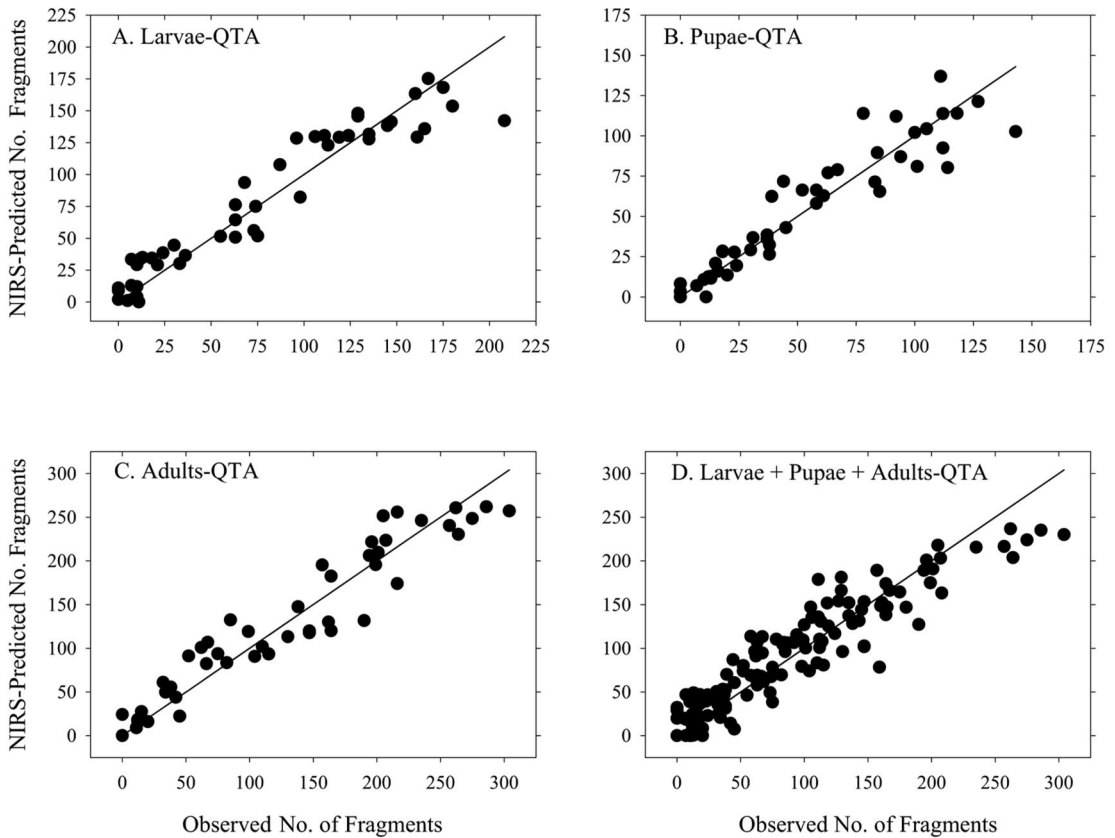 A. Larvae-QTA
NIRS-Predicted No. Fragments
225
200
175
150
125
100
75
50
25
0
0 25 50 75 100 125 150 175 200 225
B. Pupae-QTA
175
150
125
100
75
50
25
0
0 25 50 75 100 125 150 175
C. Adults-QTA
NIRS-Predicted No. Fragments
300
250
200
150
100
50
0
0 50 100 150 200 250 300
Observed No. of Fragments
D. Larvae + Pupae + Adults-QTA
300
250
200
150
100
50
0
0 50 100 150 200 250 300
Observed No. of Fragments